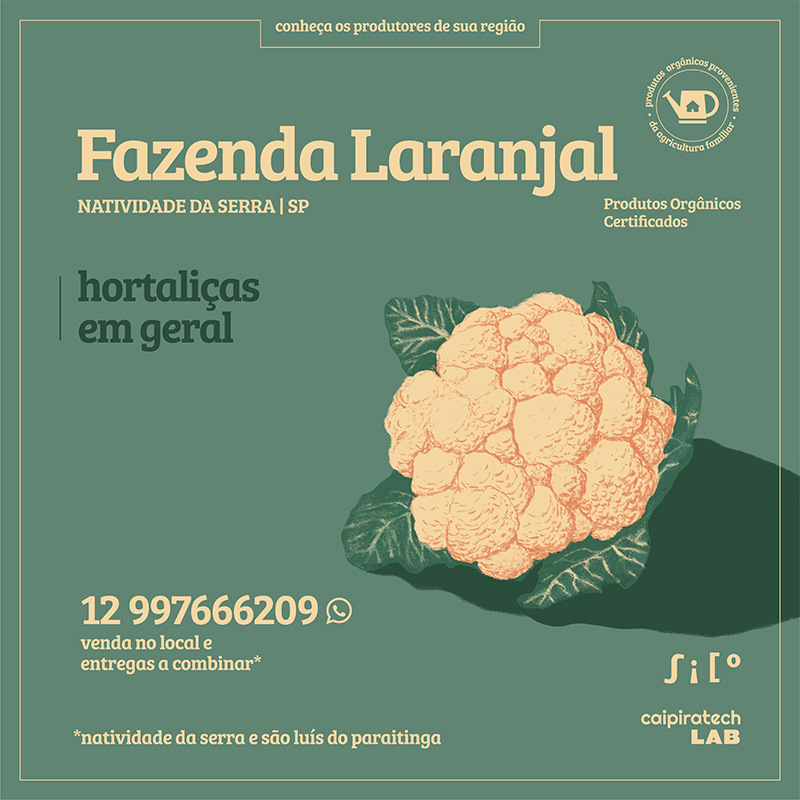 conheça os produtores de sua região
produtos orgânicos provenientes
da agricultura familiar
Fazenda Laranjal
NATIVIDADE DA SERRA | SP
Produtos Orgânicos
Certificados
hortaliças
em geral
12 997666209
venda no local e
entregas a combinar*
*natividade da serra e são luís do paraitinga
caipiratech
LAB